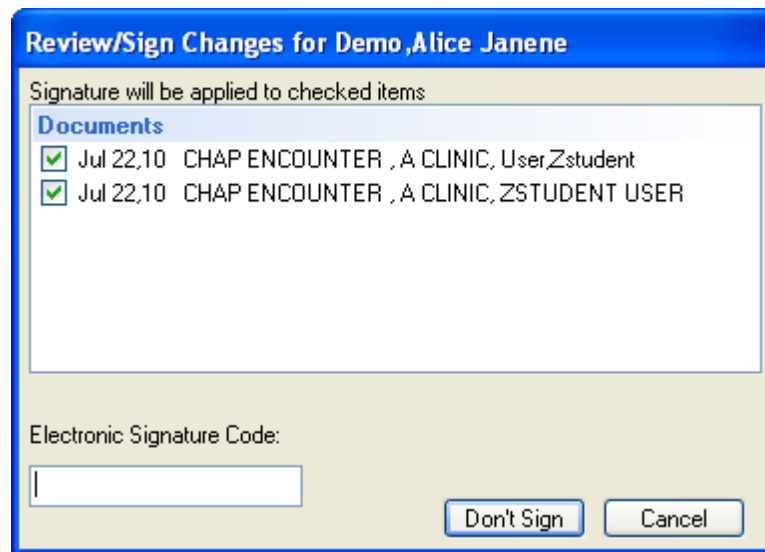 Review/Sign Changes for Demo,Alice Janene
Signature will be applied to checked items
Documents
Jul 22,10 CHAP ENCOUNTER , A CLINIC, User,Zstudent
Jul 22,10 CHAP ENCOUNTER , A CLINIC, ZSTUDENT USER
Electronic Signature Code:
Don't Sign Cancel